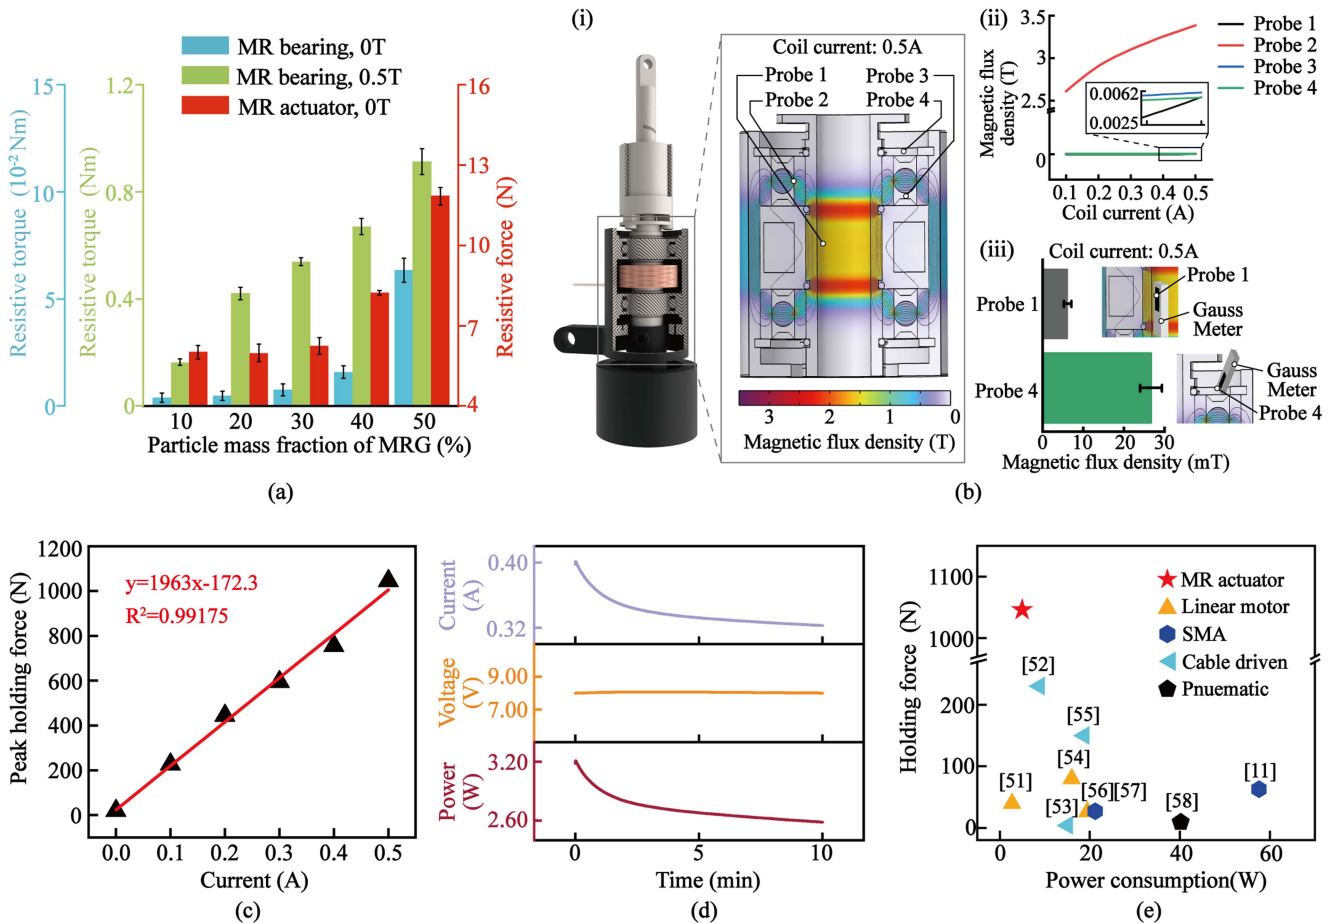 MR bearing, 0T
MR bearing, 0.5T
MR actuator, 0T
15
10
5
0
Resistive torque (10-2 Nm)
1.2
0.8
0.4
0
Resistive torque (Nm)
16
13
10
7
4
Resistive force (N)
10 20 30 40 50
Particle mass fraction of MRG (%)
(a)
(i)
Coil current: 0.5A
Probe 1
Probe 2
Probe 3
Probe 4
3 2 1 0
Magnetic flux density (T)
(ii)
3.5
3
2.5
0
Magnetic flux
density (T)
0.0062
0.0025
0.1 0.2 0.3 0.4 0.5
Coil current (A)
Probe 1
Probe 2
Probe 3
Probe 4
(iii)
Coil current: 0.5A
Probe 1
Probe 4
Probe 1
Gauss
Meter
Gauss
Meter
Probe 4
0 10 20 30
Magnetic flux density (mT)
(b)
1200
1000
800
600
400
200
0
Peak holding force (N)
y=1963x-172.3
R²=0.99175
0.0 0.1 0.2 0.3 0.4 0.5
Current (A)
(c)
0.40
0.32
Current
(A)
9.00
7.00
Voltage
(V)
3.20
2.60
Power
(W)
0 5 10
Time (min)
(d)
1100
1000
200
100
0
Holding force (N)
MR actuator
Linear motor
SMA
Cable driven
Pnuematic
[52]
[55]
[54]
[51]
[56][57]
[53]
[58]
[11]
0 20 40 60
Power consumption(W)
(e)